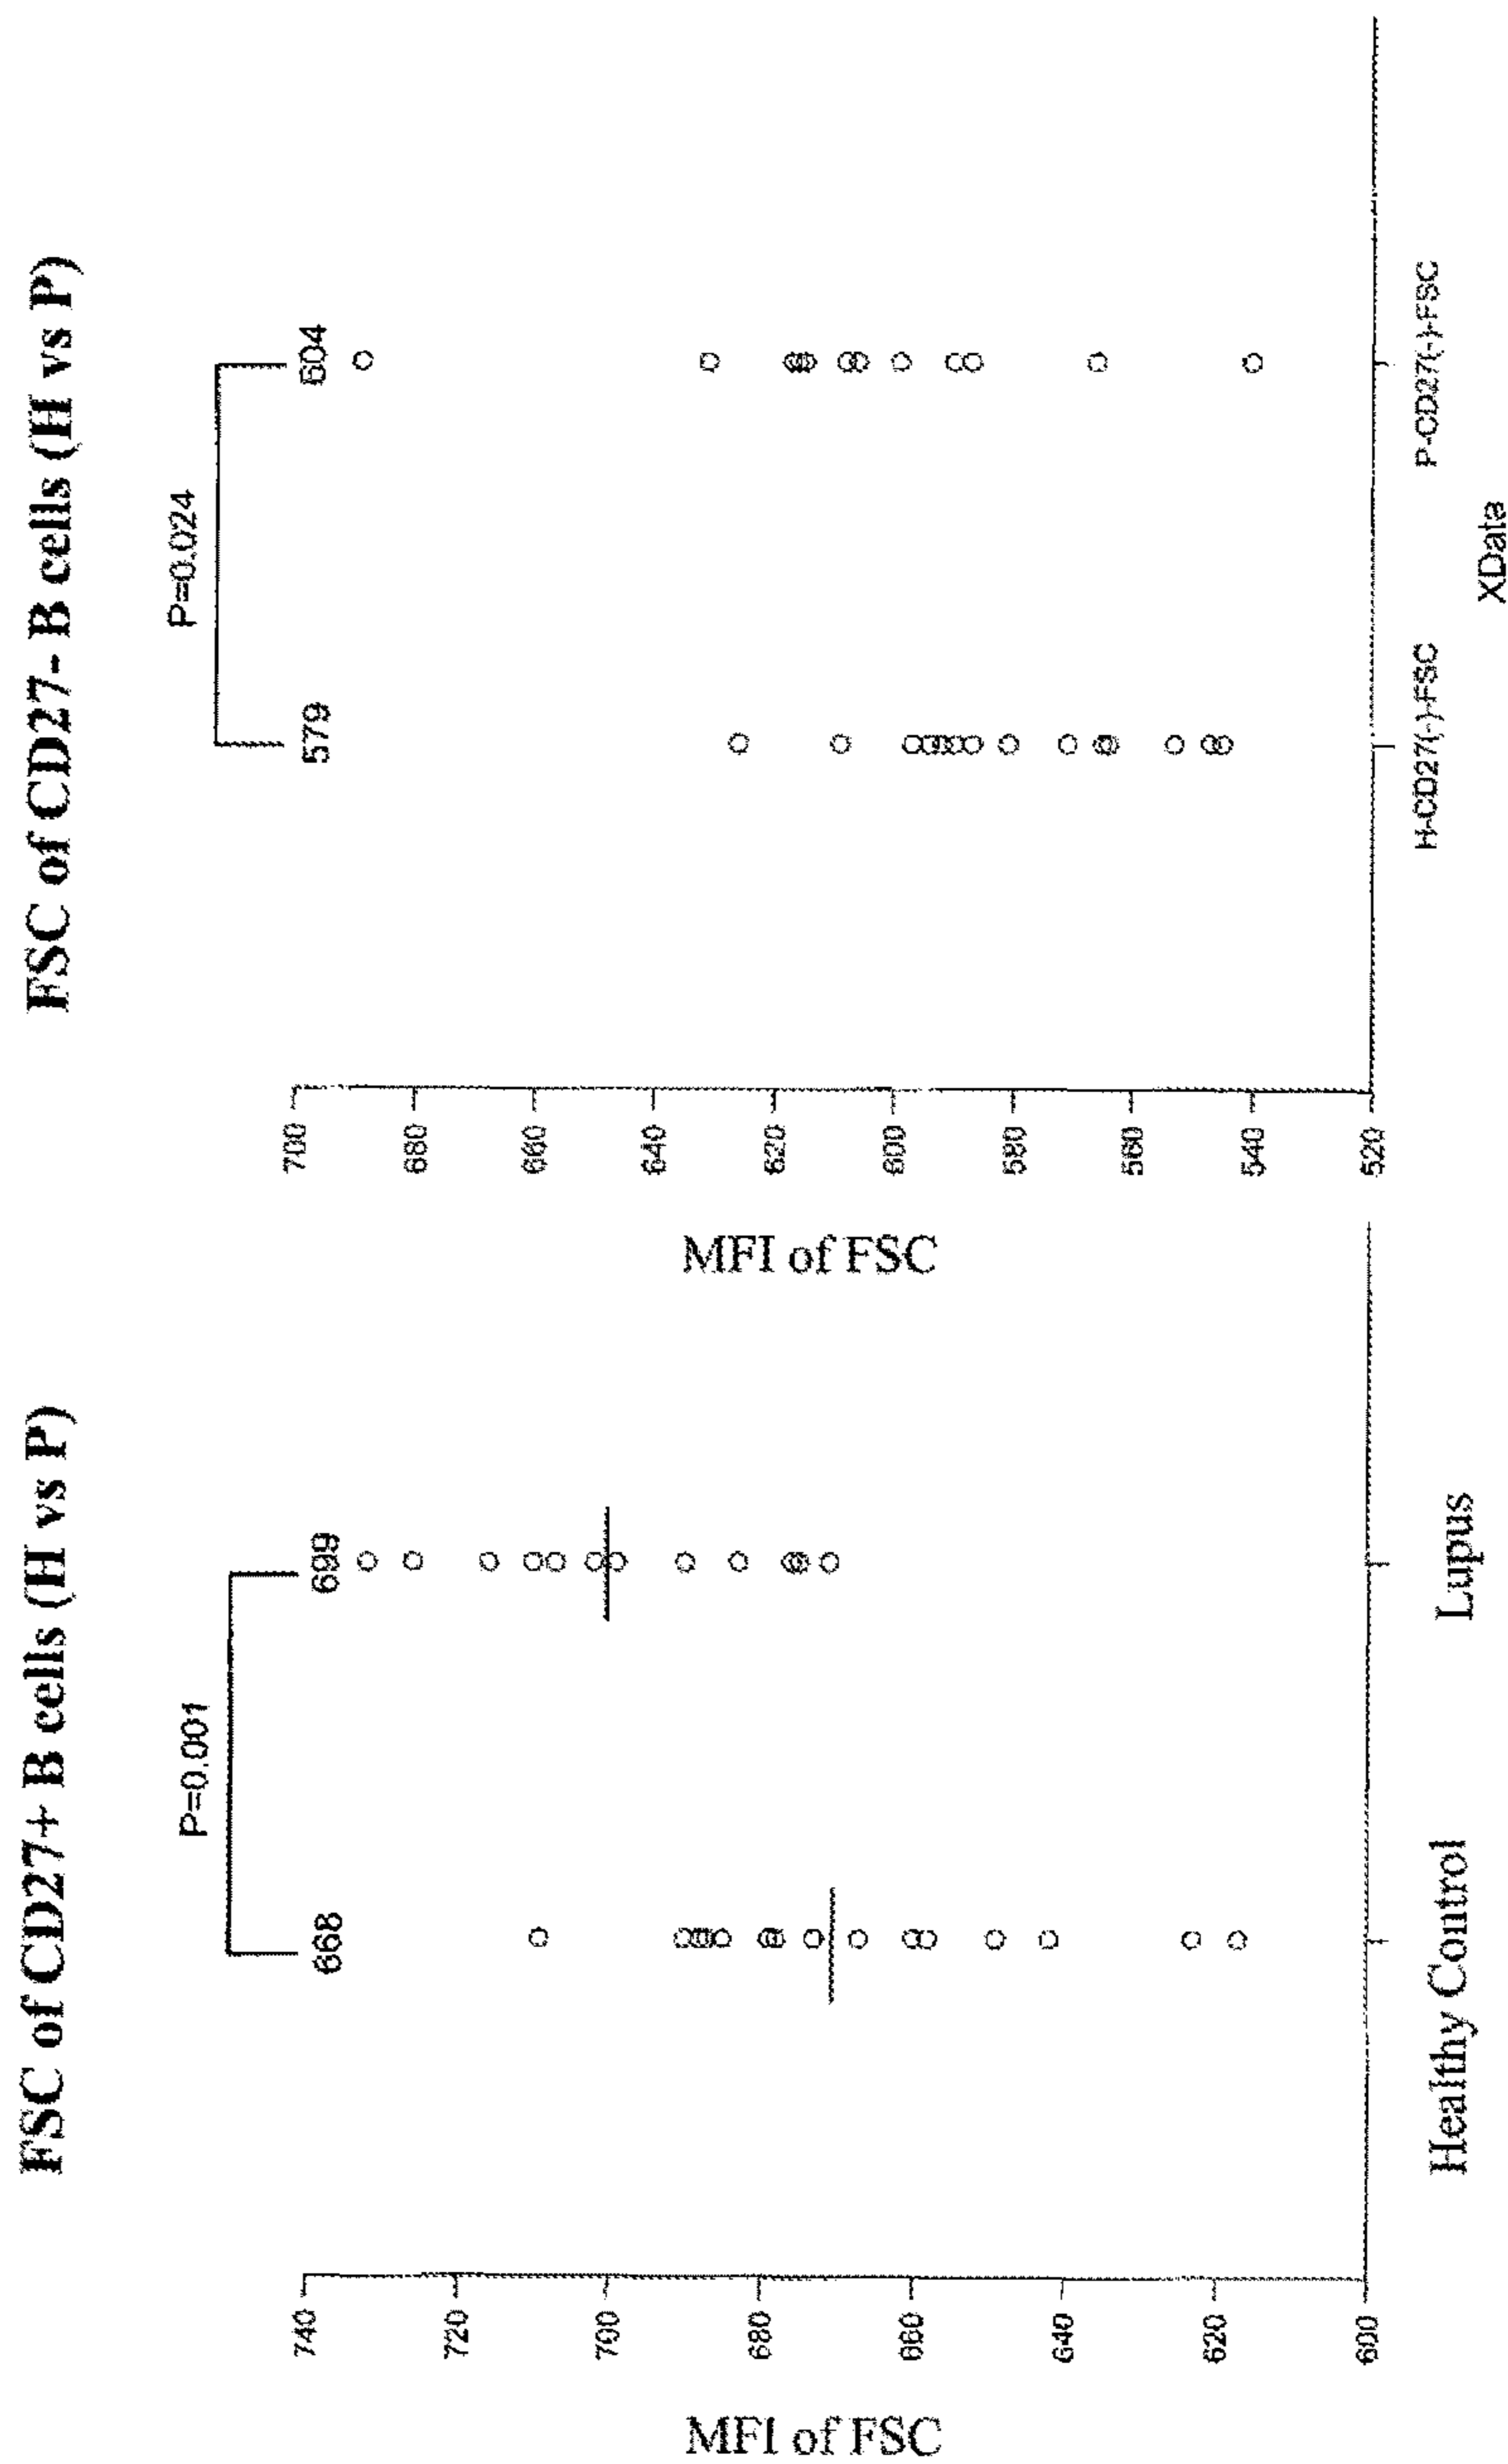 FSC of CD27+ B cells (H vs P)
P=0.001
668
699
MFI of FSC
740
720
700
680
660
640
620
600
Healthy Control
Lupus
FSC of CD27- B cells (H vs P)
P=0.024
579
604
MFI of FSC
700
680
660
640
620
600
580
560
540
520
H-CD27(-)-FSC
P-CD27(-)-FSC
XData